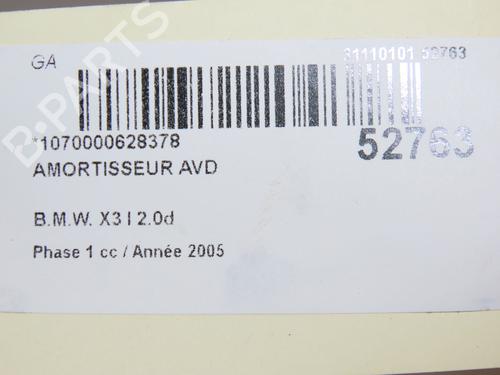 GA
31110101 52763
*1070000628378
52763
AMORTISSEUR AVD
B.M.W. X3 I 2.0d
Phase 1 cc / Année 2005
B-PARTS